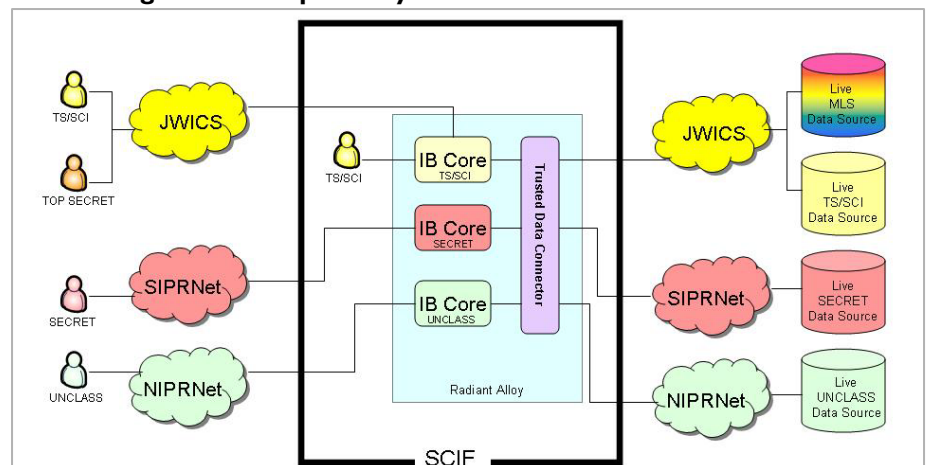 TS/SCI
JWICS
TOP SECRET
SIPRNet
SECRET
NIPRNet
UNCLASS
TS/SCI
IB Core
TS/SCI
IB Core
SECRET
IB Core
UNCLASS
Trusted Data Connector
Radiant Alloy
SCIF
JWICS
SIPRNet
NIPRNet
Live
MLS
Data Source
Live
TS/SCI
Data Source
Live
SECRET
Data Source
Live
UNCLASS
Data Source